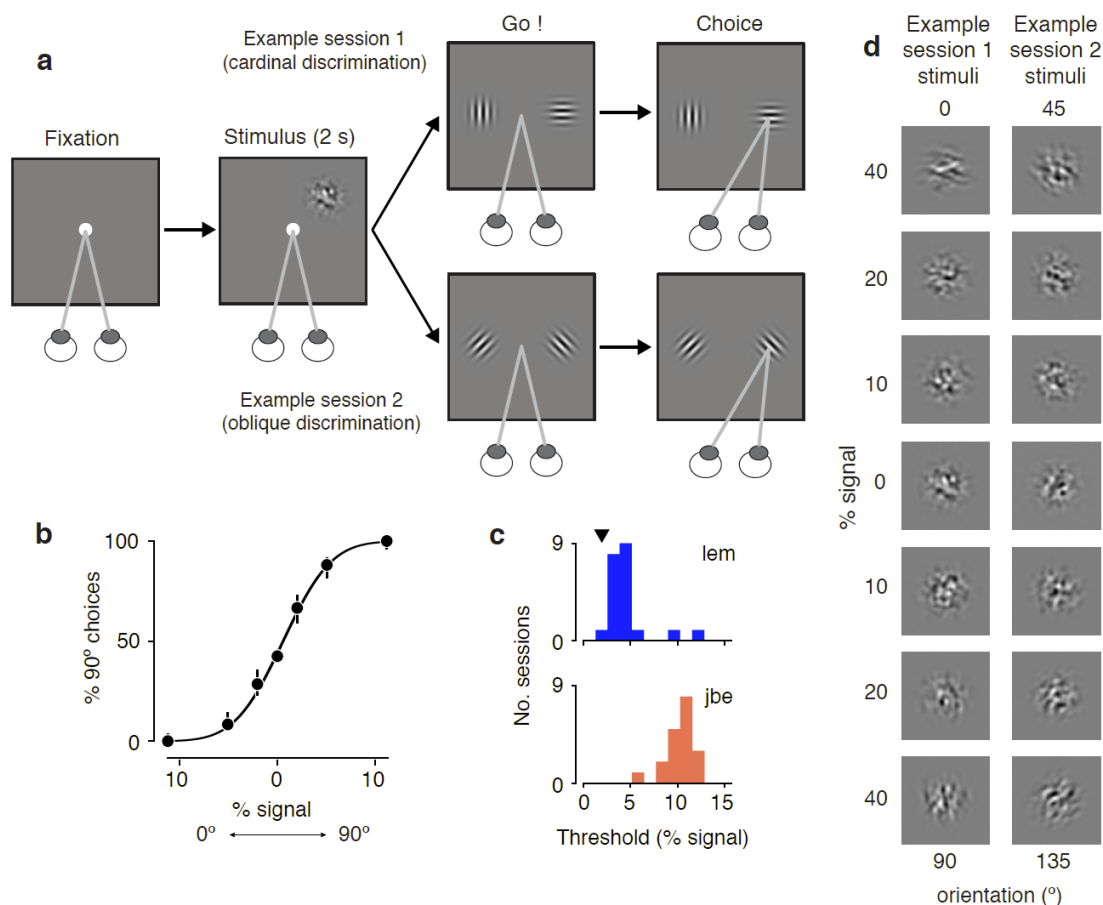 a
Example session 1
(cardinal discrimination)
Go !
Choice
Fixation
Stimulus (2 s)
Example session 2
(oblique discrimination)
b
100
50
0
% 90º choices
10
0
10
% signal
0º
90º
c
9
0
lem
No. sessions
9
0
jbe
0
5
10
15
Threshold (% signal)
d
Example
session 1
stimuli
Example
session 2
stimuli
0
45
40
20
10
0
10
20
40
% signal
90
135
orientation (º)